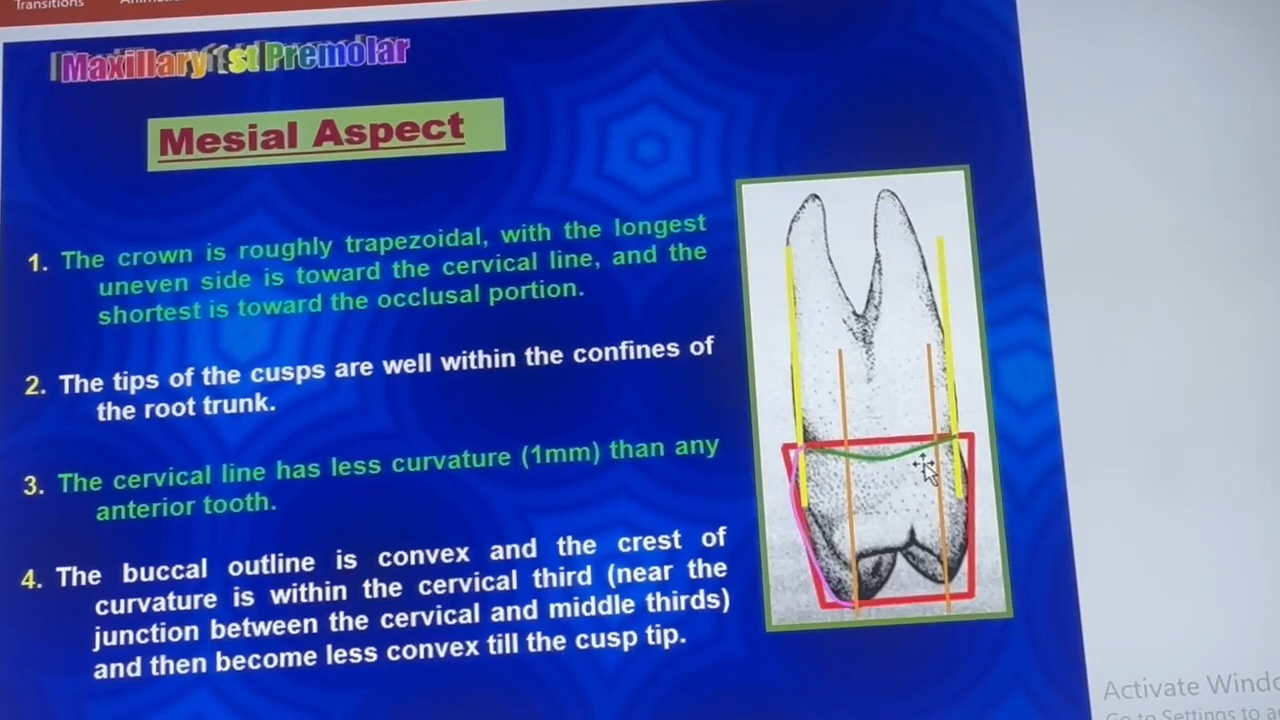 Transitions
Maxillary 1st Premolar
Mesial Aspect
1. The crown is roughly trapezoidal, with the longest
uneven side is toward the cervical line, and the
shortest is toward the occlusal portion.
2. The tips of the cusps are well within the confines of
the root trunk.
3. The cervical line has less curvature (1mm) than any
anterior tooth.
4. The buccal outline is convex and the crest of
curvature is within the cervical third (near the
junction between the cervical and middle thirds)
and then become less convex till the cusp tip.
Activate Windo
Go to Settings to a